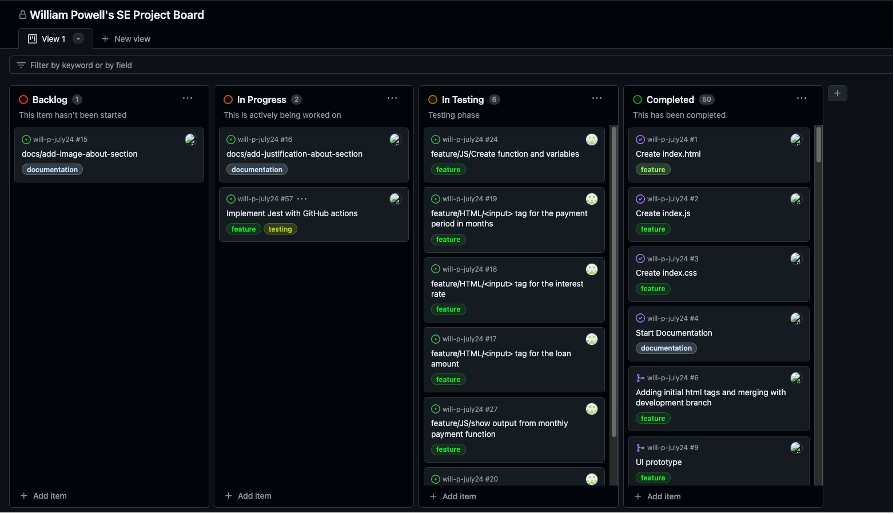 William Powell's SE Project Board
View 1
New view
Filter by keyword or by field
Backlog 1
This item hasn't been started
will-p-july24 #15
docs/add-image-about-section
documentation
Add item
In Progress 2
This is actively being worked on
will-p-july24 #16
docs/add-justification-about-section
documentation
will-p-july24 #57
Implement Jest with GitHub actions
feature testing
Add item
In Testing 6
Testing phase
will-p-july24 #24
feature/JS/Create function and variables
feature
will-p-july24 #19
feature/HTML/<input> tag for the payment
period in months
feature
will-p-july24 #18
feature/HTML/<input> tag for the interest
rate
feature
will-p-july24 #17
feature/HTML/<input> tag for the loan
amount
feature
will-p-july24 #27
feature/JS/show output from monthly
payment function
feature
will-p-july24 #20
Add item
Completed 50
This has been completed
will-p-july24 #1
Create index.html
feature
will-p-july24 #2
Create index.js
feature
will-p-july24 #3
Create index.css
feature
will-p-july24 #4
Start Documentation
documentation
will-p-july24 #6
Adding initial html tags and merging with
development branch
feature
will-p-july24 #9
UI prototype
feature
Add item